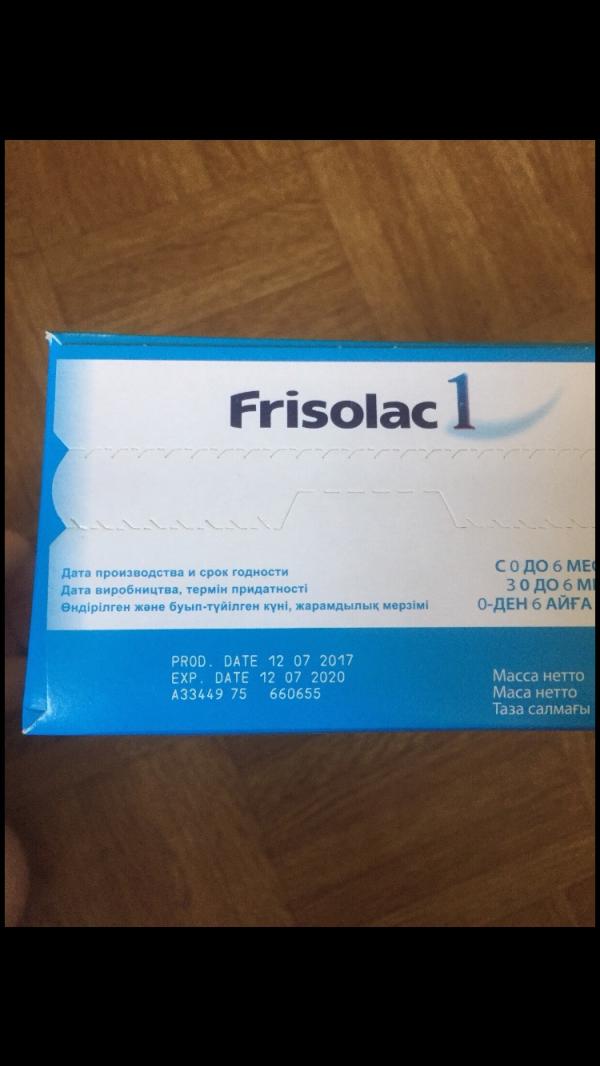 Frisolac 1
Дата производства и срок годности
Дата виробництва, термін придатності
Өндірілген және буып-түйілген күні, жарамдылық мерзімі
С 0 ДО 6
З 0 ДО 6
0-ДЕН 6 АЙҒА
PROD. DATE 12 07 2017
EXP. DATE 12 07 2020
A33449 75 660655
Масса нетто
Маса нетто
Таза салмағы